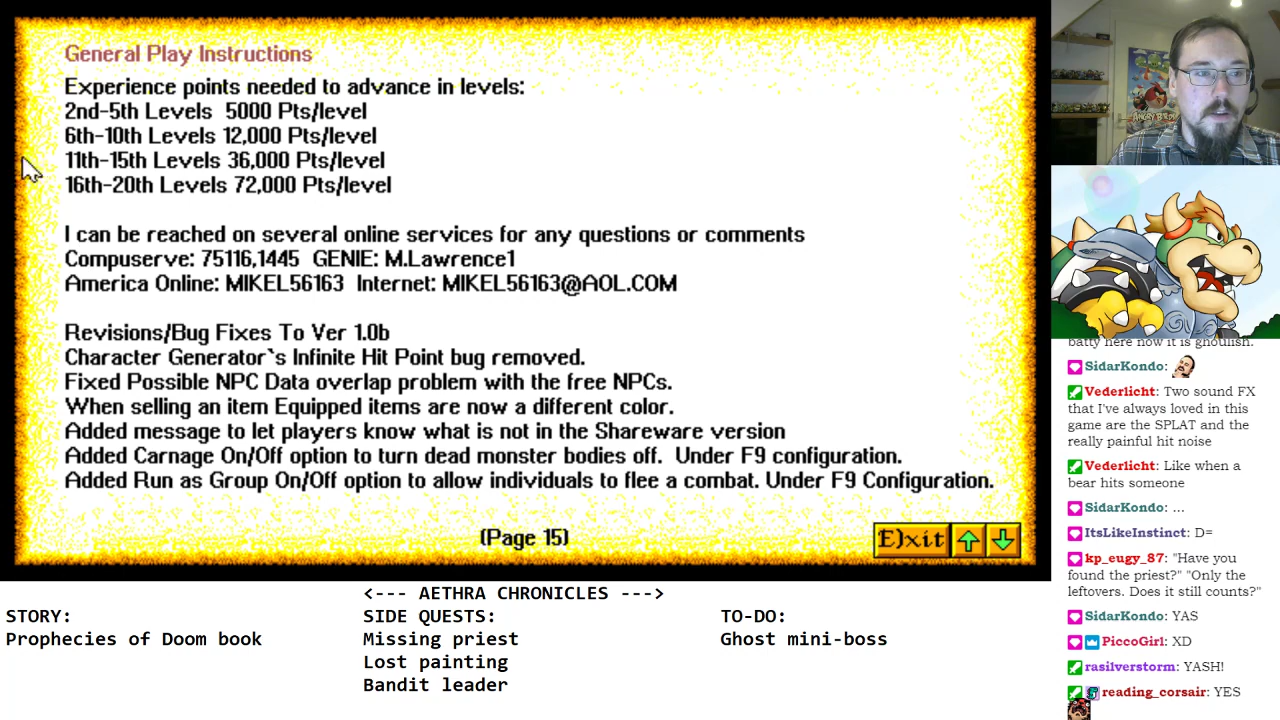 General Play Instructions
Experience points needed to advance in levels:
2nd-5th Levels 5000 Pts/level
6th-10th Levels 12,000 Pts/level
11th-15th Levels 36,000 Pts/level
16th-20th Levels 72,000 Pts/level
I can be reached on several online services for any questions or comments
Compuserve: 75116,1445 GENIE: M.Lawrence1
America Online: MIKEL56163 Internet: MIKEL56163@AOL.COM
Revisions/Bug Fixes To Ver 1.0b
Character Generator`s Infinite Hit Point bug removed.
Fixed Possible NPC Data overlap problem with the free NPCs.
When selling an item Equipped items are now a different color.
Added message to let players know what is not in the Shareware version
Added Carnage On/Off option to turn dead monster bodies off. Under F9 configuration.
Added Run as Group On/Off option to allow individuals to flee a combat. Under F9 Configuration.
(Page 15)
E)xit
<--- AETHRA CHRONICLES --->
STORY:
Prophecies of Doom book
SIDE QUESTS:
Missing priest
Lost painting
Bandit leader
TO-DO:
Ghost mini-boss
ANGRY BIRDS
batty here now it is ghoulish.
SidarKondo:
Vederlicht: Two sound FX
that I've always loved in this
game are the SPLAT and the
really painful hit noise
Vederlicht: Like when a
bear hits someone
SidarKondo: ...
ItsLikeInstinct: D=
kp_eugy_87: "Have you
found the priest?" "Only the
leftovers. Does it still counts?"
SidarKondo: YAS
PiccoGirl: XD
rasilverstorm: YASH!
reading_corsair: YES